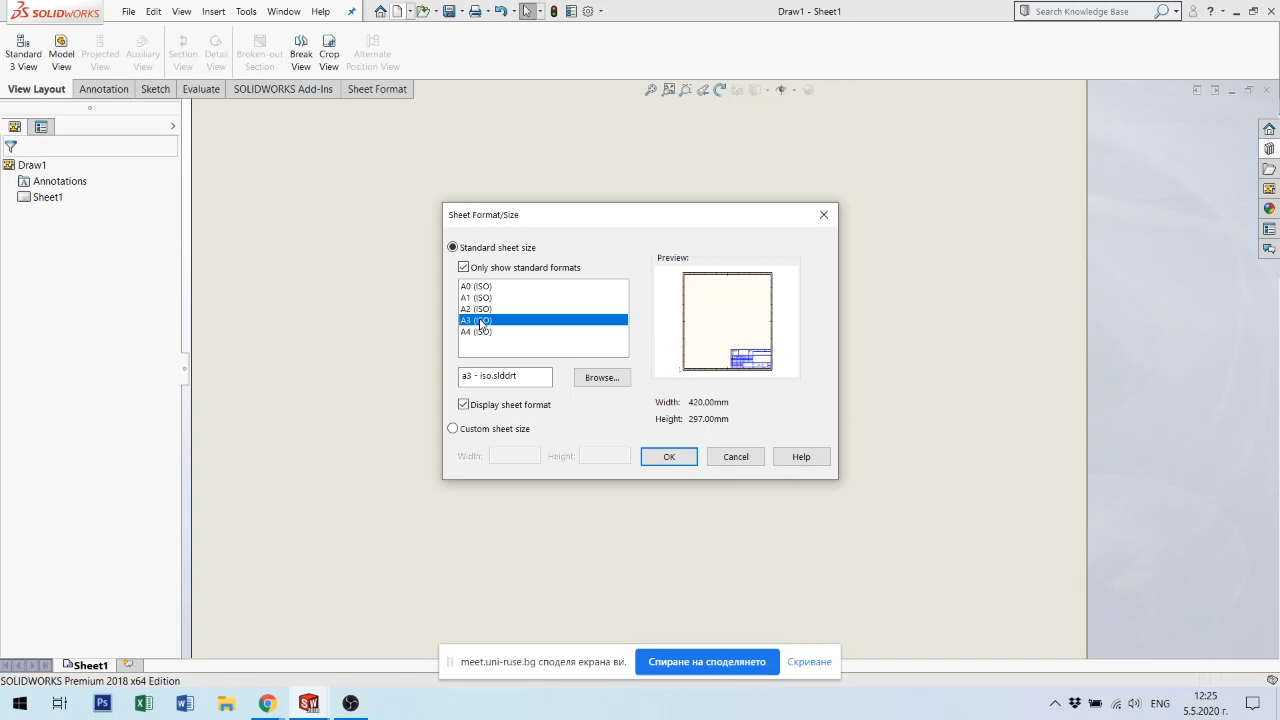 SOLIDWORKS
File Edit View Insert Tools Window Help
Draw1 - Sheet1
Search Knowledge Base
Standard 3 View
Model View
Projected View
Auxiliary View
Section View
Detail View
Broken-out Section
Break View
Crop View
Alternate Position View
View Layout Annotation Sketch Evaluate SOLIDWORKS Add-Ins Sheet Format
Draw1
Annotations
Sheet1
Sheet Format/Size
Standard sheet size
Only show standard formats
A0 (ISO)
A1 (ISO)
A2 (ISO)
A3 (ISO)
A4 (ISO)
a3 - iso.slddrt
Browse...
Display sheet format
Custom sheet size
Width:
Height:
Preview:
Width: 420.00mm
Height: 297.00mm
OK Cancel Help
meet.uni-ruse.bg споделя екрана ви.
Спиране на споделянето
Скриване
Sheet1
SOLIDWORKS Premium 2018 x64 Edition
ENG
12:25
5.5.2020 г.